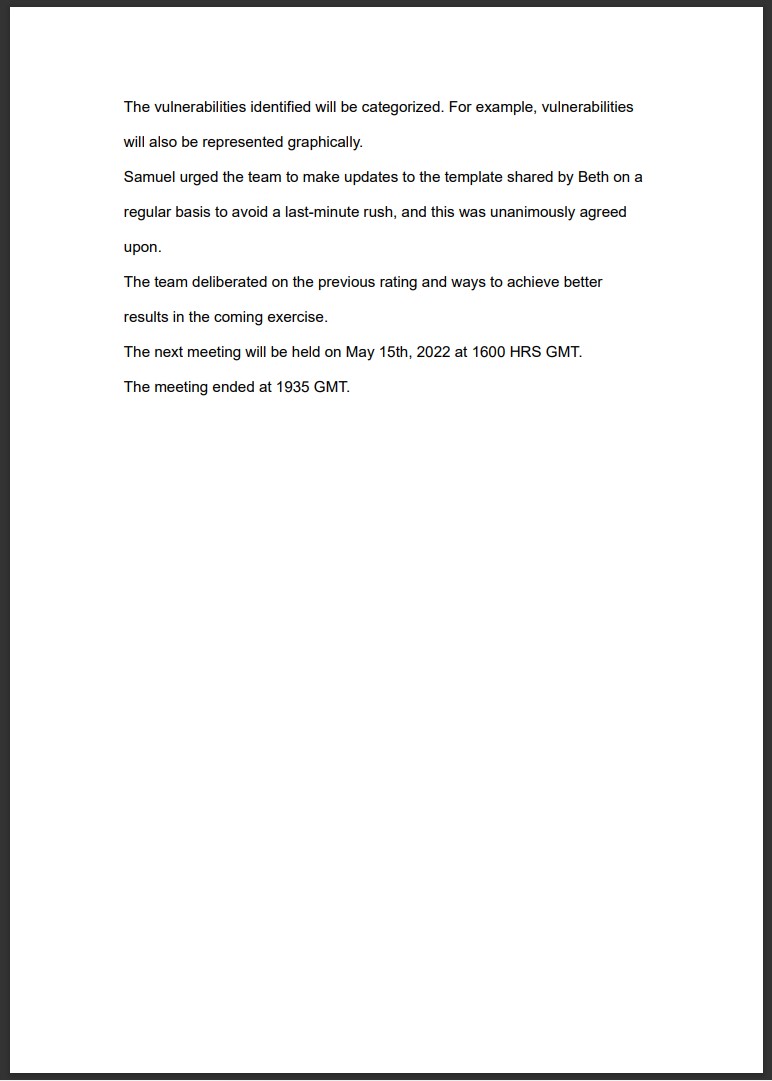 The vulnerabilities identified will be categorized. For example, vulnerabilities
will also be represented graphically.
Samuel urged the team to make updates to the template shared by Beth on a
regular basis to avoid a last-minute rush, and this was unanimously agreed
upon.
The team deliberated on the previous rating and ways to achieve better
results in the coming exercise.
The next meeting will be held on May 15th, 2022 at 1600 HRS GMT.
The meeting ended at 1935 GMT.